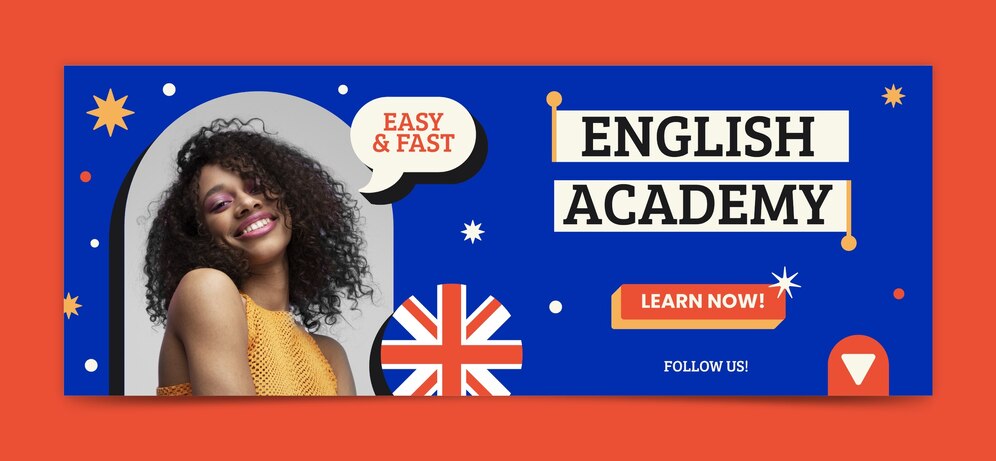 EASY
& FAST
ENGLISH
ACADEMY
LEARN NOW!
FOLLOW US!